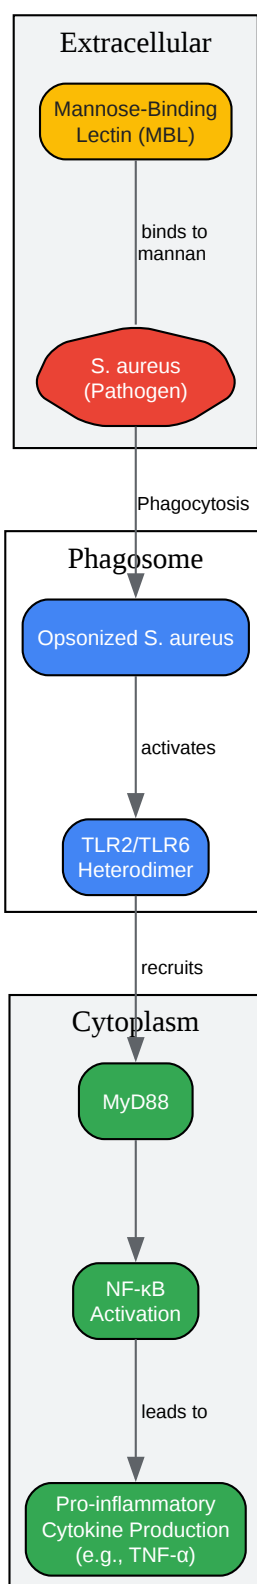 Extracellular
Mannose-Binding
Lectin (MBL)
binds to
mannan
S. aureus
(Pathogen)
Phagocytosis
Phagosome
Opsonized S. aureus
activates
TLR2/TLR6
Heterodimer
recruits
Cytoplasm
MyD88
NF-κB
Activation
leads to
Pro-inflammatory
Cytokine Production
(e.g., TNF-α)